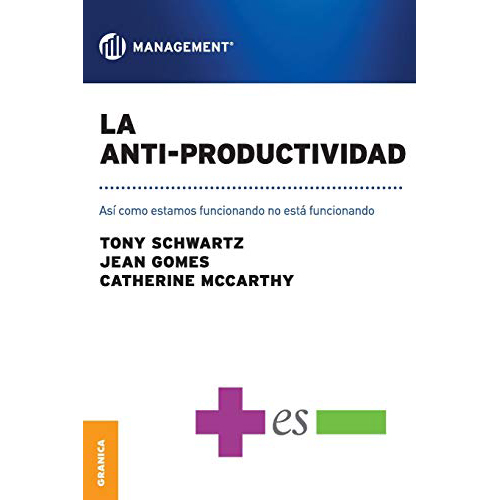 MANAGEMENT®
LA
ANTI-PRODUCTIVIDAD
Así como estamos funcionando no está funcionando
TONY SCHWARTZ
JEAN GOMES
CATHERINE MCCARTHY
+ es -
GRANICA